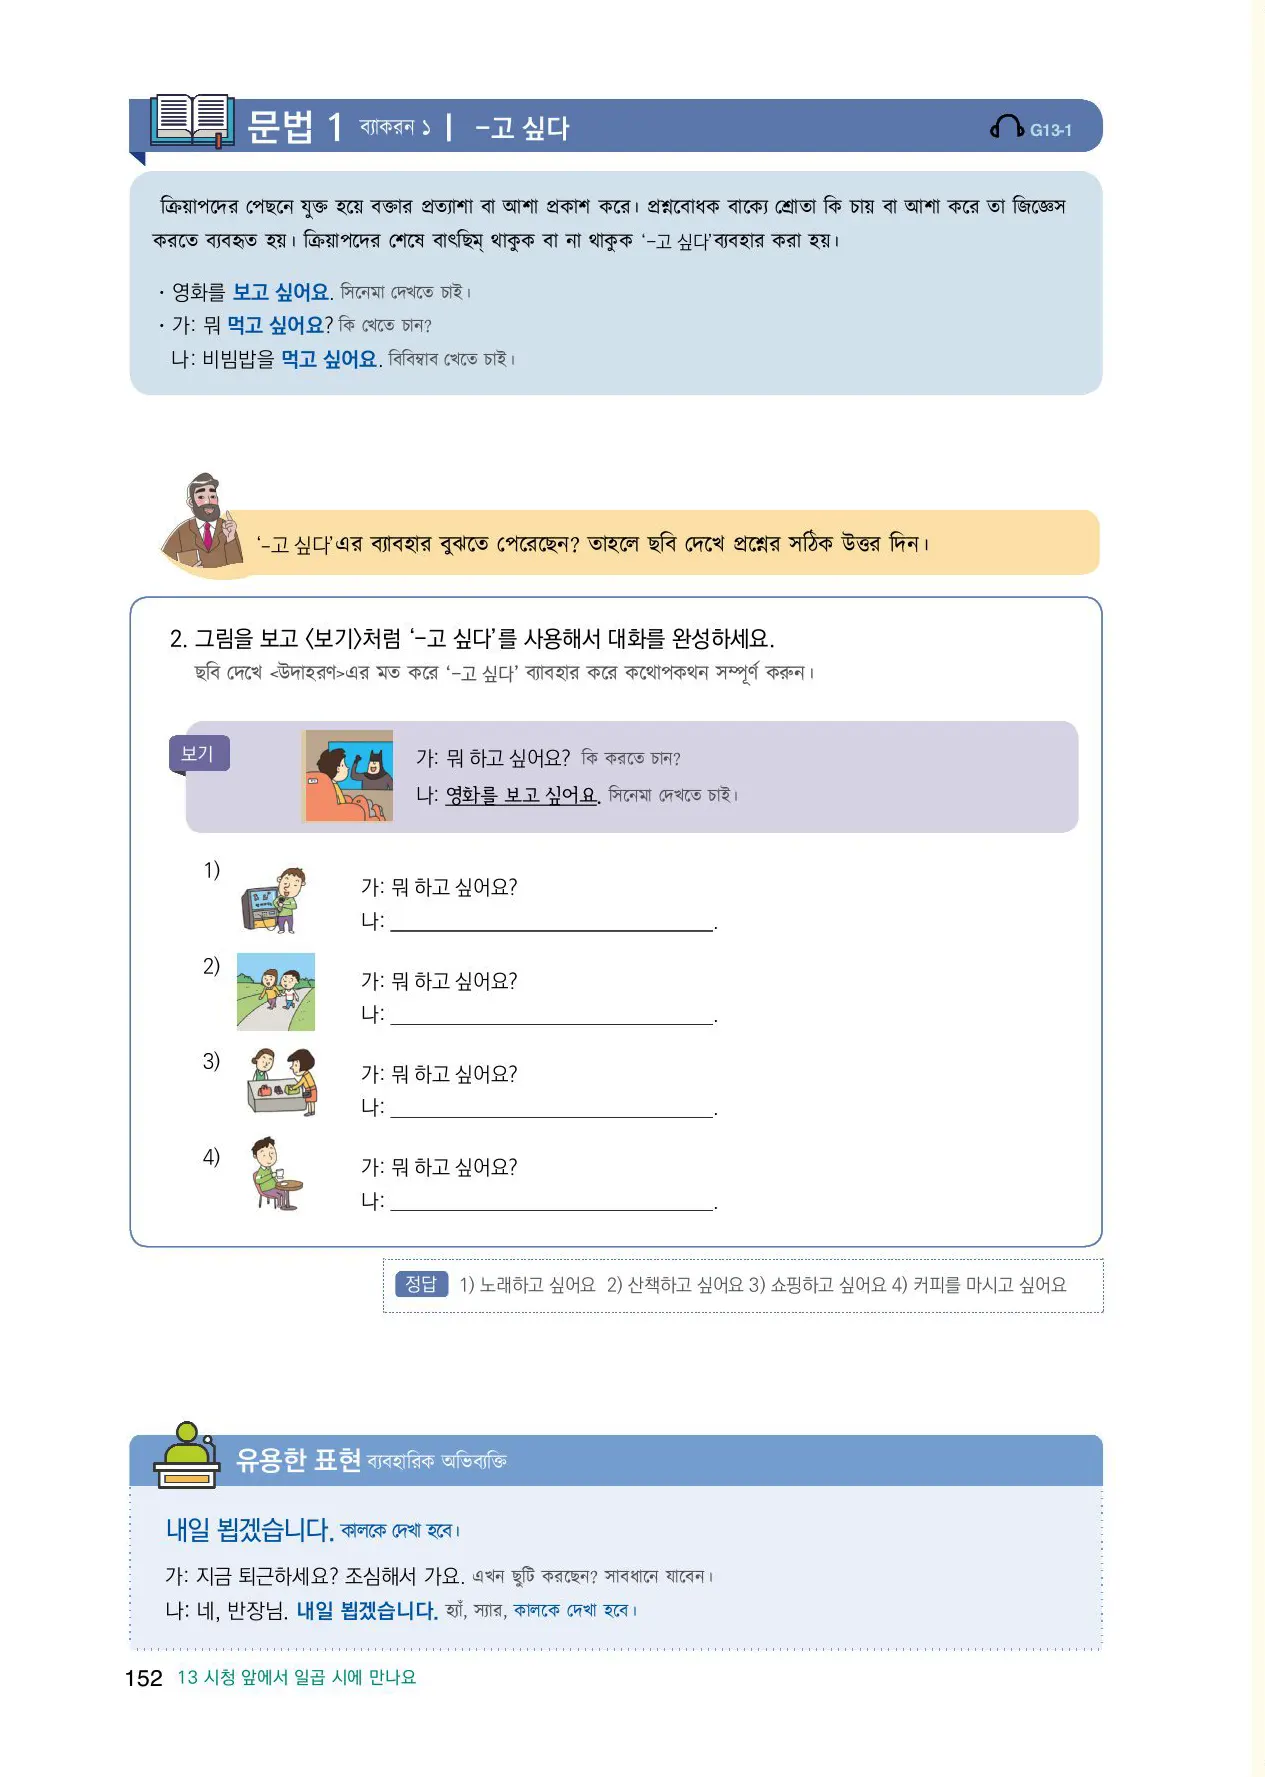 문법 1 ব্যাকরন ১ | -고 싶다
G13-1
ক্রিয়াপদের পেছনে যুক্ত হয়ে বক্তার প্রত্যাশা বা আশা প্রকাশ করে। প্রশ্নবোধক বাক্যে শ্রোতা কি চায় বা আশা করে তা জিজ্ঞেস
করতে ব্যবহৃত হয়। ক্রিয়াপদের শেষে বাৎছিম্ থাকুক বা না থাকুক ‘-고 싶다’ব্যবহার করা হয়।
· 영화를 보고 싶어요. সিনেমা দেখতে চাই।
· 가: 뭐 먹고 싶어요? কি খেতে চান?
나: 비빔밥을 먹고 싶어요. বিবিম্বাব খেতে চাই।
‘-고 싶다’এর ব্যাবহার বুঝতে পেরেছেন? তাহলে ছবি দেখে প্রশ্নের সঠিক উত্তর দিন।
2. 그림을 보고 <보기>처럼 ‘-고 싶다’를 사용해서 대화를 완성하세요.
ছবি দেখে <উদাহরণ>এর মত করে ‘-고 싶다’ ব্যাবহার করে কথোপকথন সম্পূর্ণ করুন।
보기
가: 뭐 하고 싶어요? কি করতে চান?
나: 영화를 보고 싶어요. সিনেমা দেখতে চাই।
1)
가: 뭐 하고 싶어요?
나: ______________________________.
2)
가: 뭐 하고 싶어요?
나: ______________________________.
3)
가: 뭐 하고 싶어요?
나: ______________________________.
4)
가: 뭐 하고 싶어요?
나: ______________________________.
정답 1) 노래하고 싶어요 2) 산책하고 싶어요 3) 쇼핑하고 싶어요 4) 커피를 마시고 싶어요
유용한 표현 ব্যবহারিক অভিব্যক্তি
내일 뵙겠습니다. কালকে দেখা হবে।
가: 지금 퇴근하세요? 조심해서 가요. এখন ছুটি করছেন? সাবধানে যাবেন।
나: 네, 반장님. 내일 뵙겠습니다. হ্যাঁ, স্যার, কালকে দেখা হবে।
152 13 시청 앞에서 일곱 시에 만나요